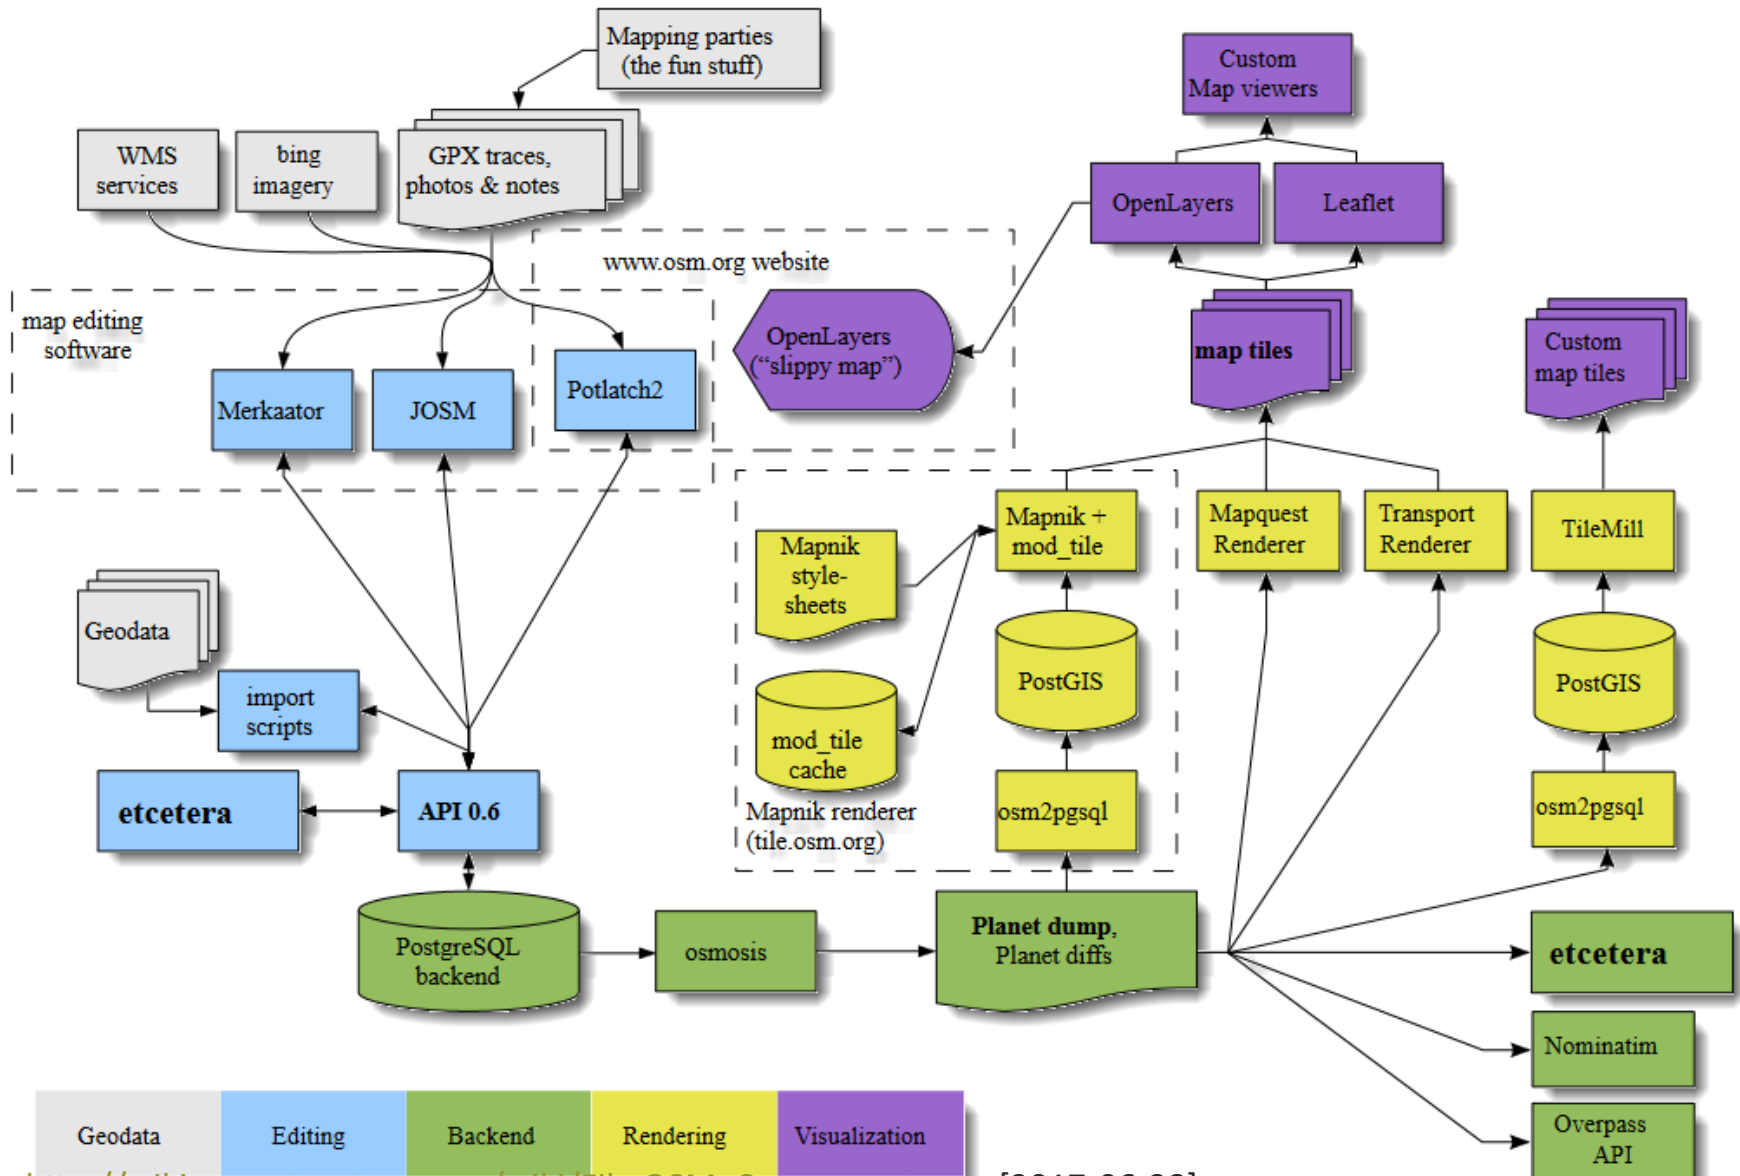 Mapping parties
(the fun stuff)
Custom
Map viewers
WMS
services
bing
imagery
GPX traces,
photos & notes
OpenLayers
Leaflet
www.osm.org website
map editing
software
OpenLayers
(“slippy map”)
map tiles
Custom
map tiles
Merkaator
JOSM
Potlatch2
Mapnik
style-
sheets
Mapnik +
mod_tile
Mapquest
Renderer
Transport
Renderer
TileMill
Geodata
import
scripts
PostGIS
PostGIS
mod_tile
cache
Mapnik renderer
(tile.osm.org)
etcetera
API 0.6
osm2pgsql
osm2pgsql
PostgreSQL
backend
osmosis
Planet dump,
Planet diffs
etcetera
Nominatim
Overpass
API
Geodata
Editing
Backend
Rendering
Visualization